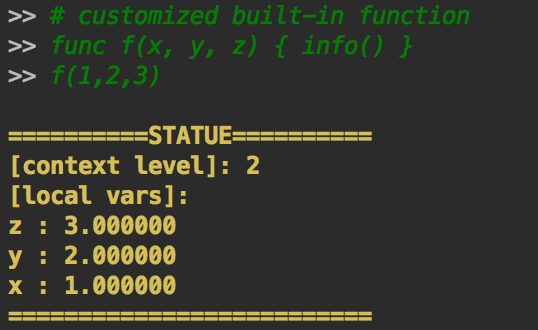 >> # customized built-in function
>> func f(x, y, z) { info() }
>> f(1,2,3)
==========STATUE==========
[context level]: 2
[local vars]:
z : 3.000000
y : 2.000000
x : 1.000000
==========================